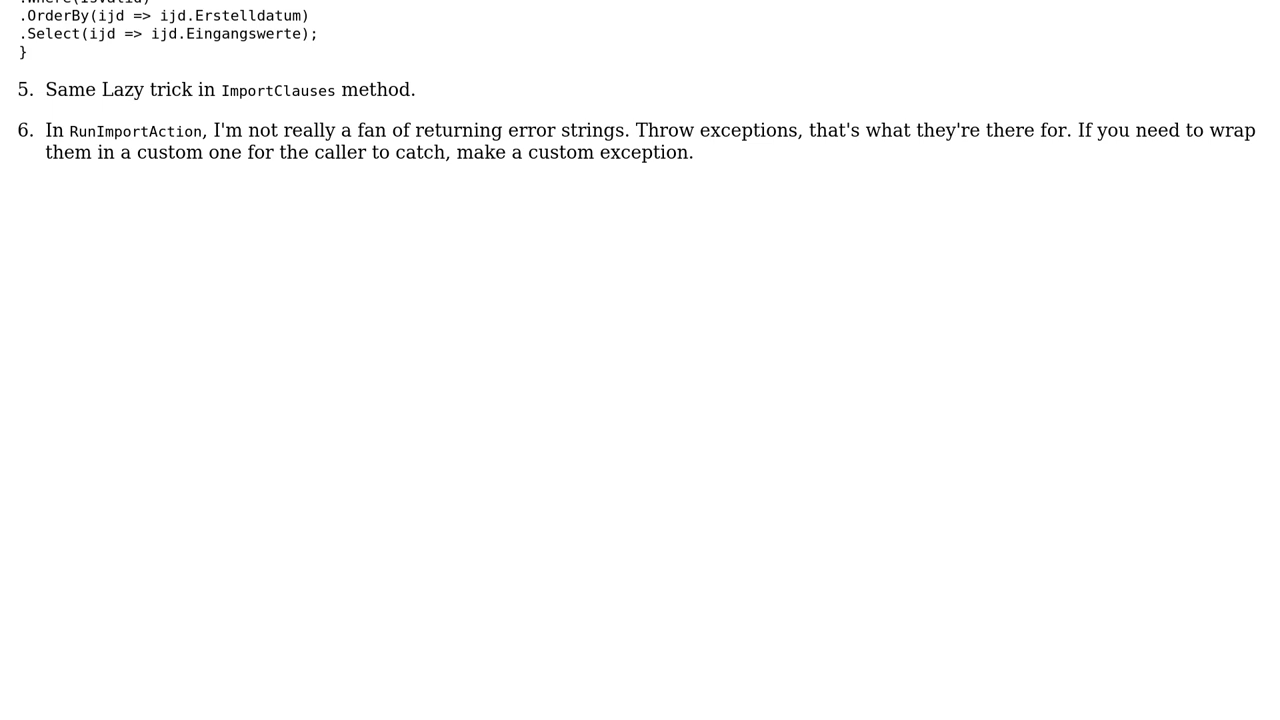 .Where(isValid)
.OrderBy(ijd => ijd.Erstelldatum)
.Select(ijd => ijd.Eingangswerte);
}
5. Same Lazy trick in ImportClauses method.
6. In RunImportAction, I'm not really a fan of returning error strings. Throw exceptions, that's what they're there for. If you need to wrap
them in a custom one for the caller to catch, make a custom exception.